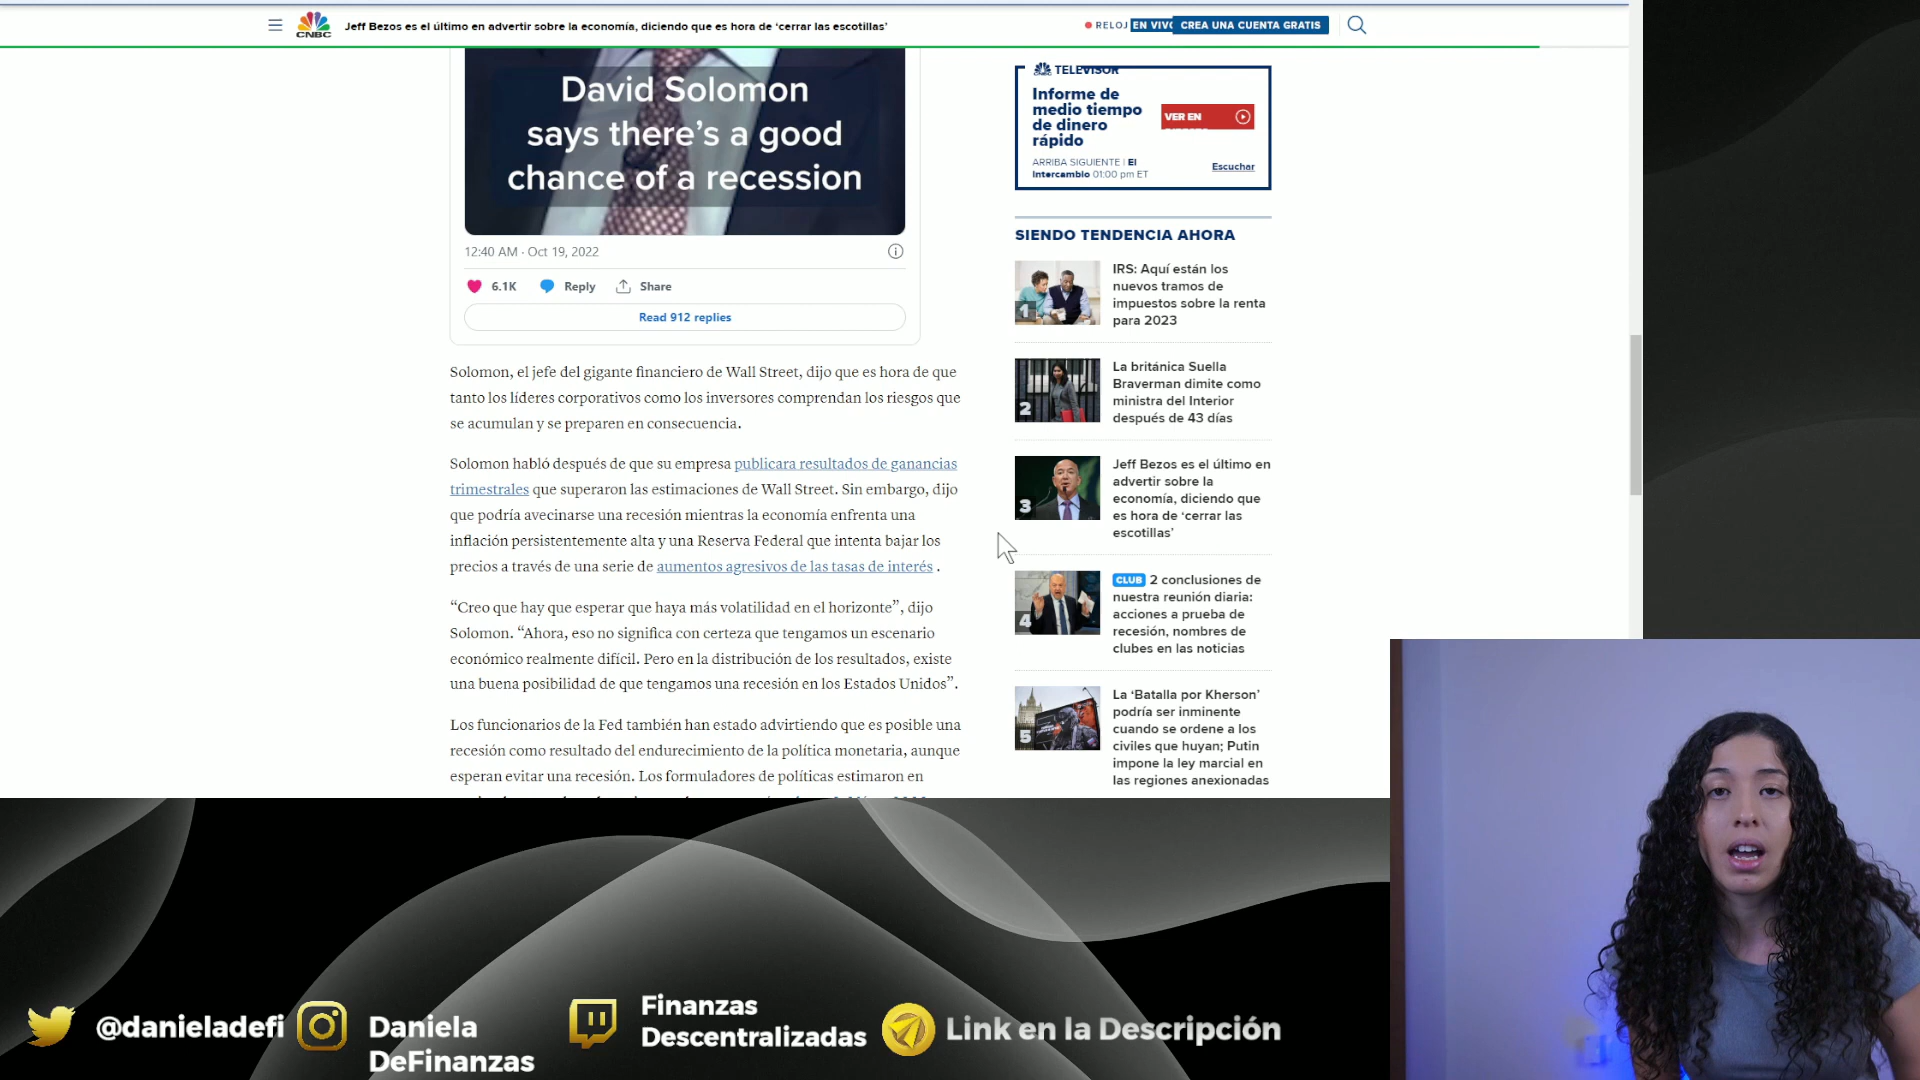 CNBC
Jeff Bezos es el último en advertir sobre la economía, diciendo que es hora de ‘cerrar las escotillas’
RELOJ EN VIVO
CREA UNA CUENTA GRATIS
David Solomon
says there’s a good
chance of a recession
12:40 AM · Oct 19, 2022
6.1K Reply Share
Read 912 replies
Solomon, el jefe del gigante financiero de Wall Street, dijo que es hora de que
tanto los líderes corporativos como los inversores comprendan los riesgos que
se acumulan y se preparen en consecuencia.
Solomon habló después de que su empresa publicara resultados de ganancias
trimestrales que superaron las estimaciones de Wall Street. Sin embargo, dijo
que podría avecinarse una recesión mientras la economía enfrenta una
inflación persistentemente alta y una Reserva Federal que intenta bajar los
precios a través de una serie de aumentos agresivos de las tasas de interés .
“Creo que hay que esperar que haya más volatilidad en el horizonte”, dijo
Solomon. “Ahora, eso no significa con certeza que tengamos un escenario
económico realmente difícil. Pero en la distribución de los resultados, existe
una buena posibilidad de que tengamos una recesión en los Estados Unidos”.
Los funcionarios de la Fed también han estado advirtiendo que es posible una
recesión como resultado del endurecimiento de la política monetaria, aunque
esperan evitar una recesión. Los formuladores de políticas estimaron en
TELEVISOR
Informe de
medio tiempo
de dinero
rápido
VER EN
ARRIBA SIGUIENTE | El
Intercambio 01:00 pm ET
Escuchar
SIENDO TENDENCIA AHORA
1
IRS: Aquí están los
nuevos tramos de
impuestos sobre la renta
para 2023
2
La británica Suella
Braverman dimite como
ministra del Interior
después de 43 días
3
Jeff Bezos es el último en
advertir sobre la
economía, diciendo que
es hora de ‘cerrar las
escotillas’
4
CLUB 2 conclusiones de
nuestra reunión diaria:
acciones a prueba de
recesión, nombres de
clubes en las noticias
5
La ‘Batalla por Kherson’
podría ser inminente
cuando se ordene a los
civiles que huyan; Putin
impone la ley marcial en
las regiones anexionadas
@danieladefi
Daniela
DeFinanzas
Finanzas
Descentralizadas
Link en la Descripción